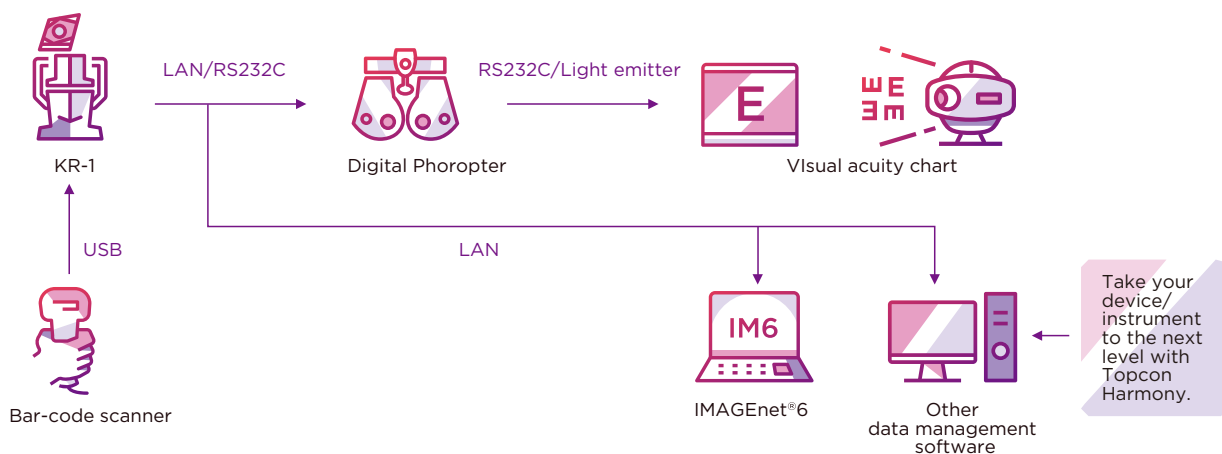 LAN/RS232C
RS232C/Light emitter
E
KR-1
Digital Phoropter
VIsual acuity chart
USB
LAN
IM6
Take your
device/
instrument
to the next
level with
Topcon
Harmony.
Bar-code scanner
IMAGEnet®6
Other
data management
software